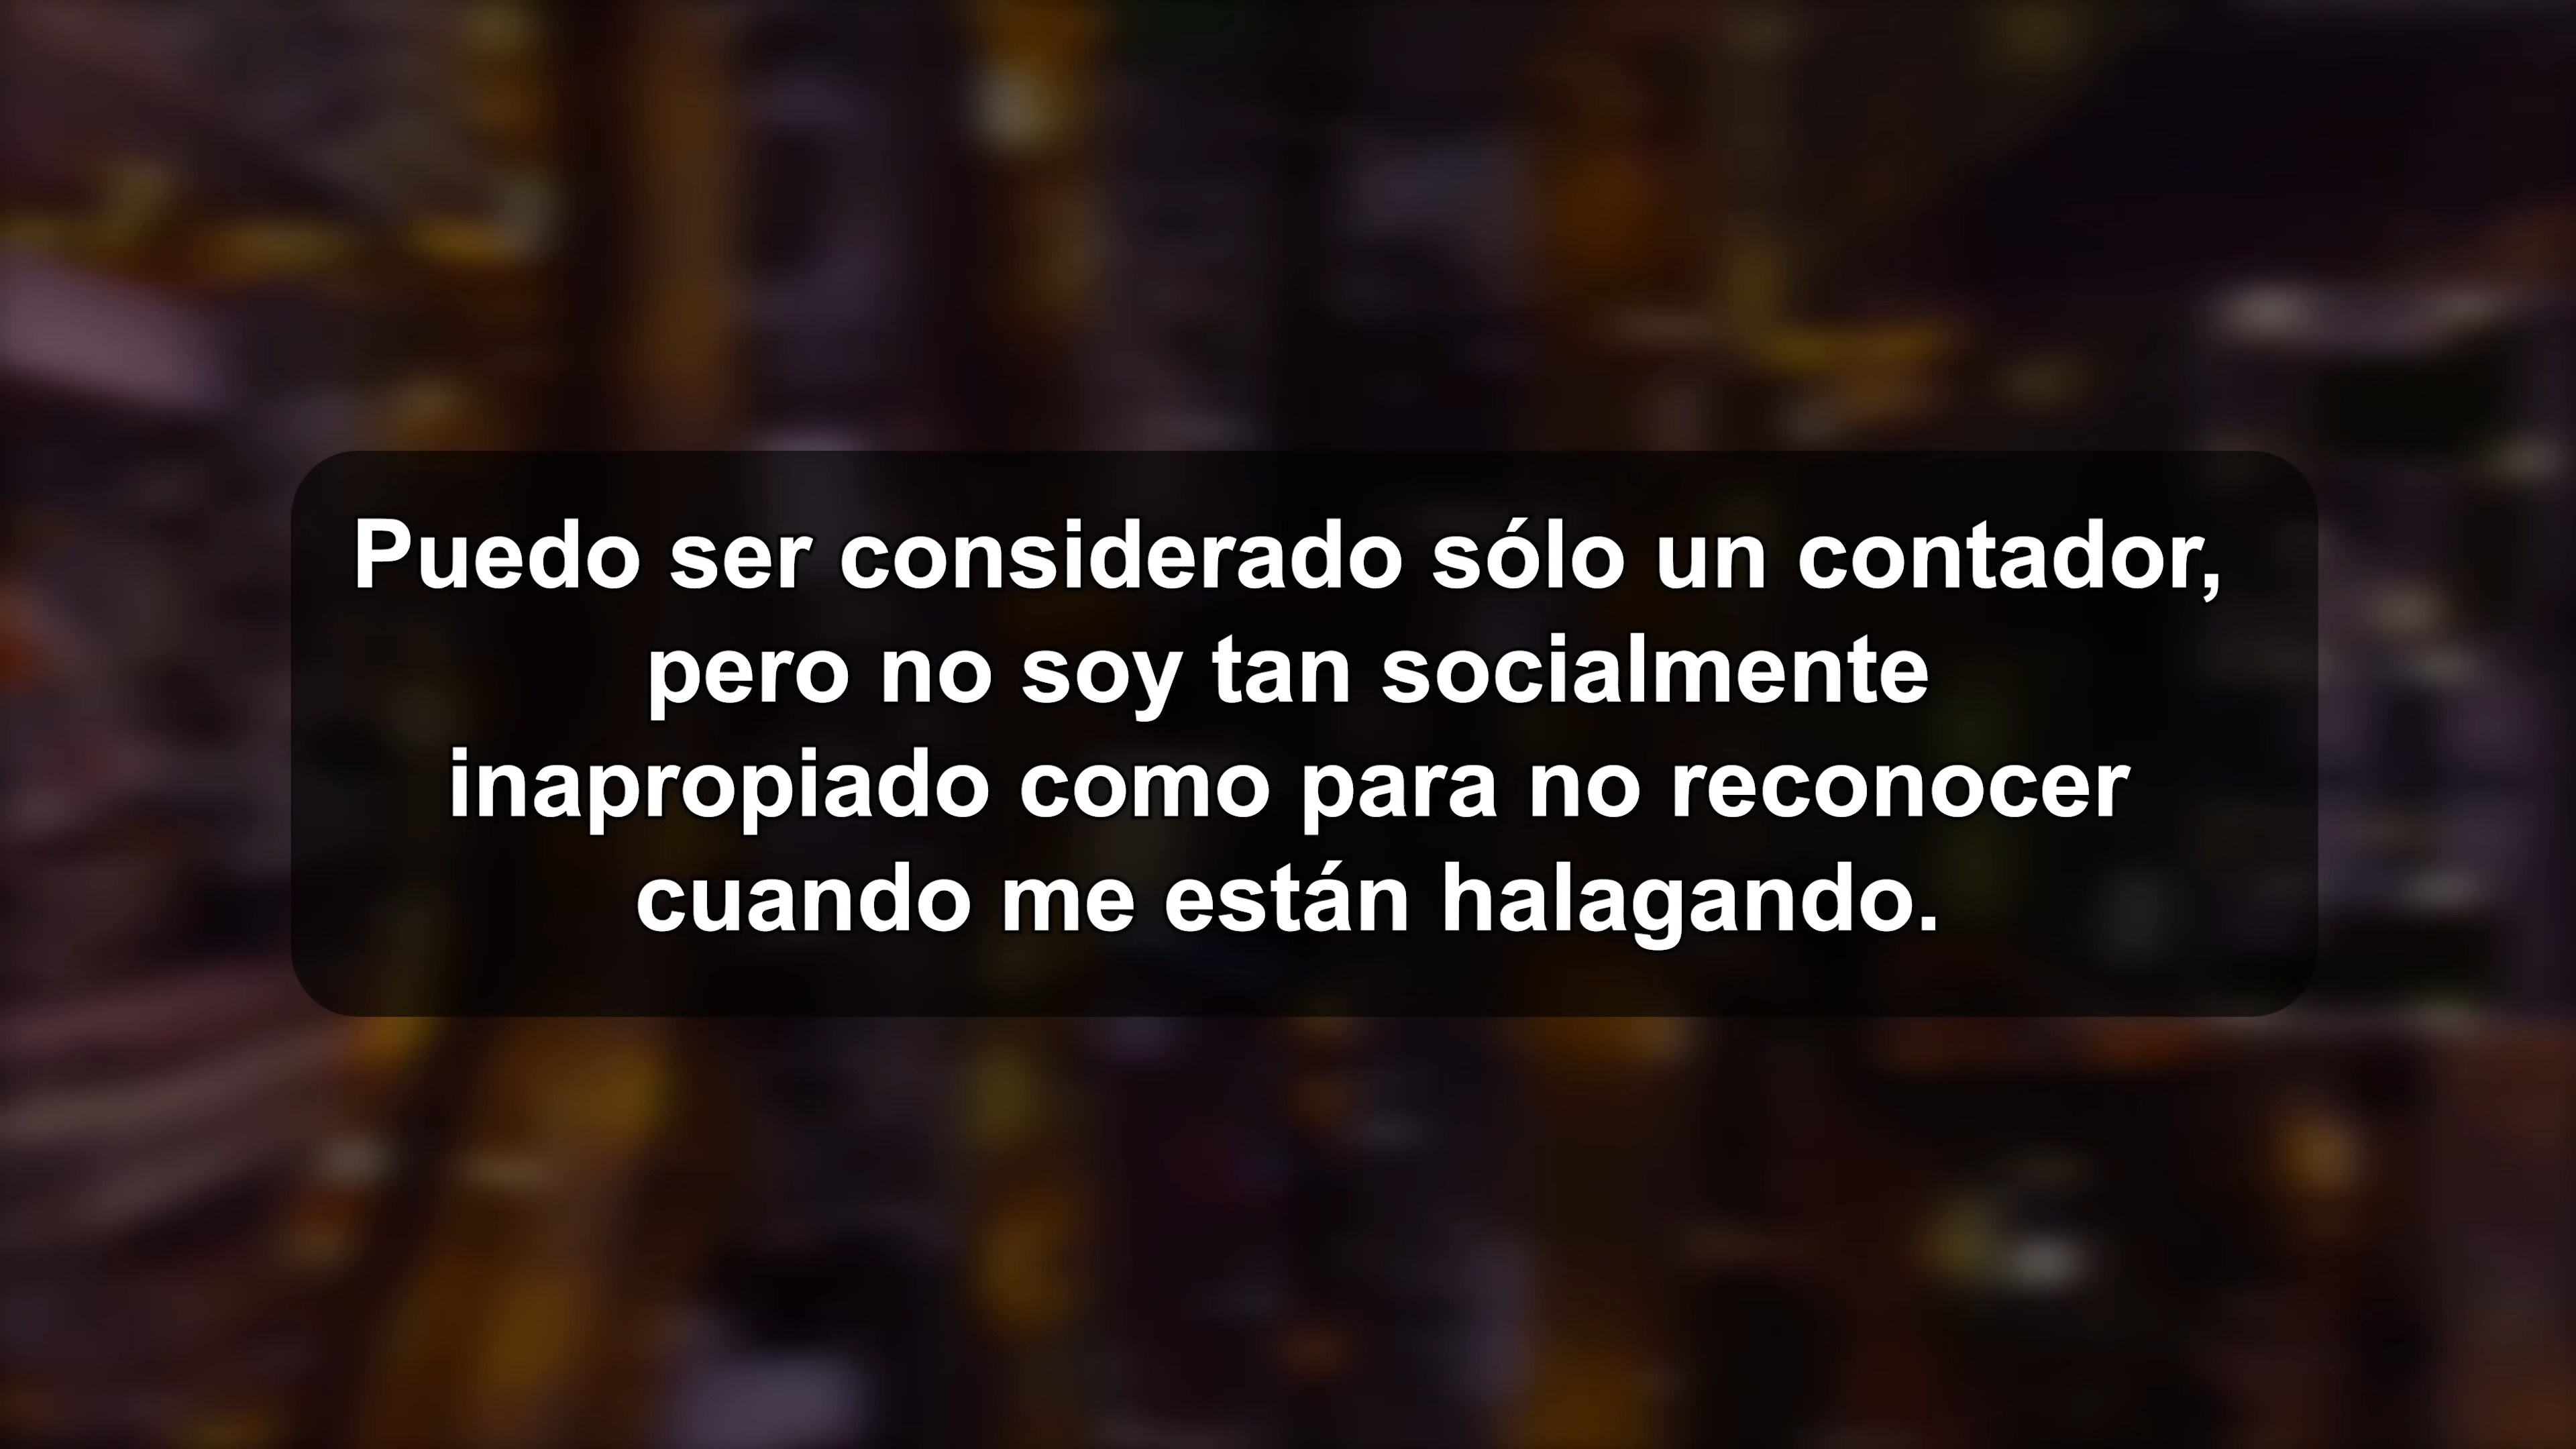 Puedo ser considerado sólo un contador,
pero no soy tan socialmente
inapropiado como para no reconocer
cuando me están halagando.